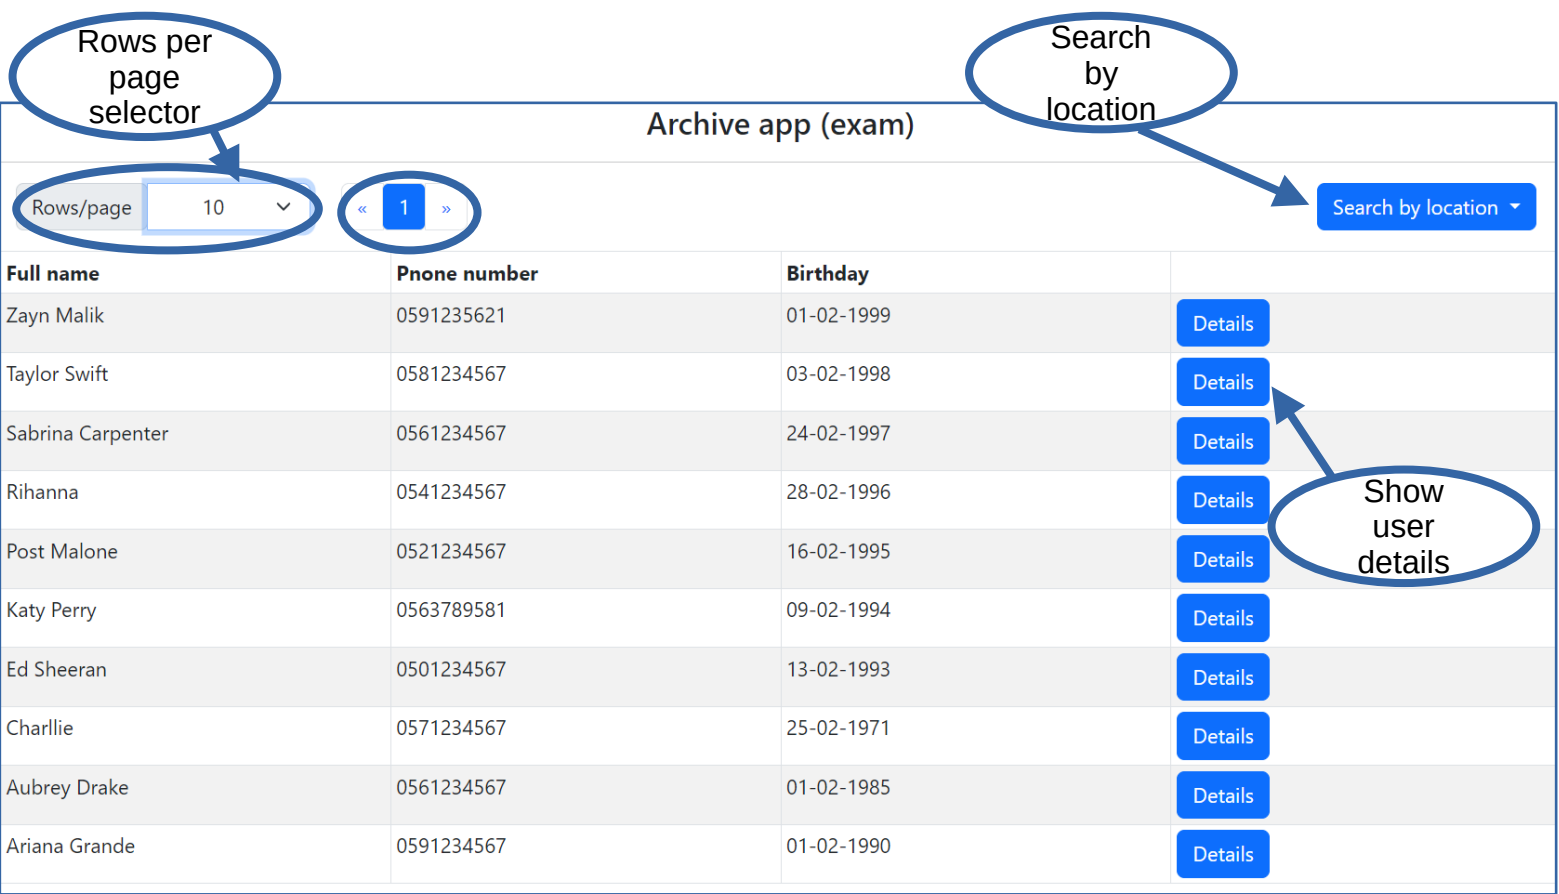 Rows per
page
selector
Search
by
location
Archive app (exam)
Rows/page 10 « 1 » Search by location
Full name Pnone number Birthday
Zayn Malik 0591235621 01-02-1999 Details
Taylor Swift 0581234567 03-02-1998 Details
Sabrina Carpenter 0561234567 24-02-1997 Details
Rihanna 0541234567 28-02-1996 Details
Show
user
details
Post Malone 0521234567 16-02-1995 Details
Katy Perry 0563789581 09-02-1994 Details
Ed Sheeran 0501234567 13-02-1993 Details
Charllie 0571234567 25-02-1971 Details
Aubrey Drake 0561234567 01-02-1985 Details
Ariana Grande 0591234567 01-02-1990 Details